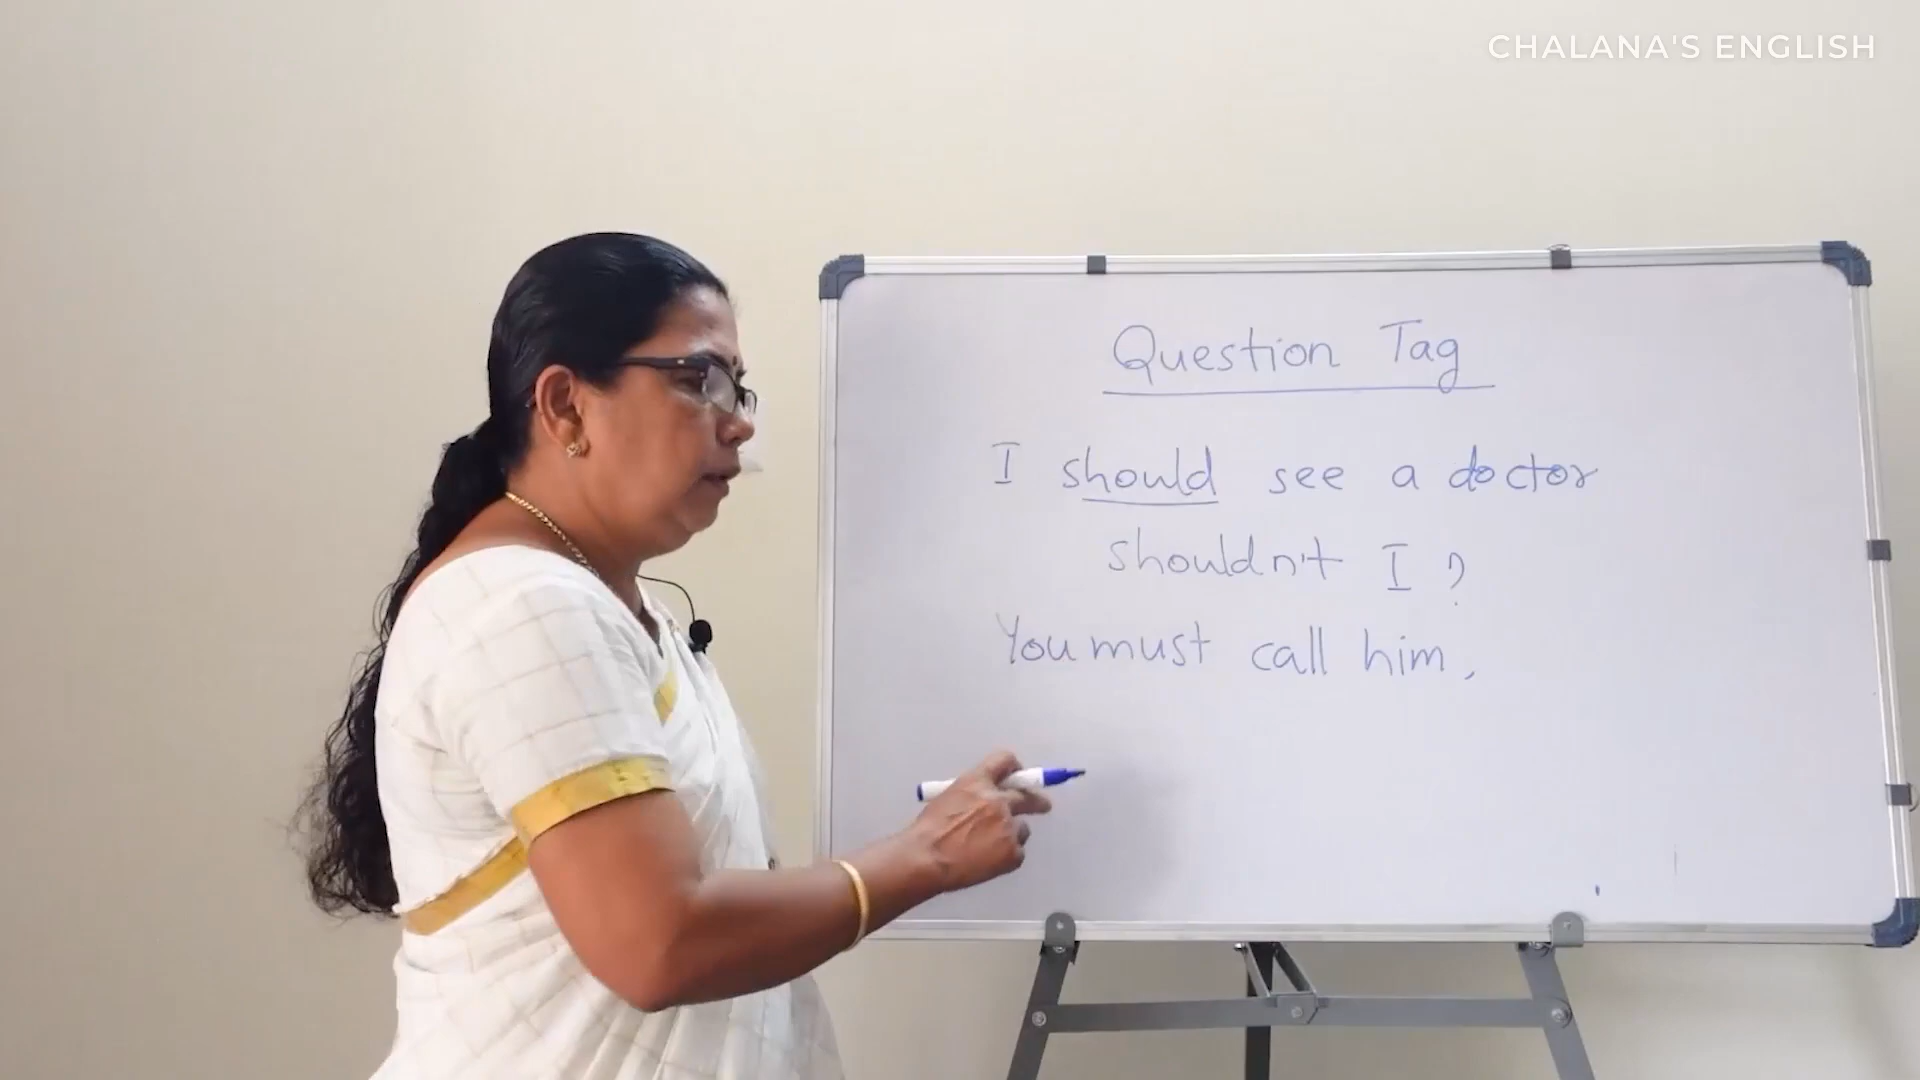 CHALANA'S ENGLISH
Question Tag
I should see a doctor
shouldn't I ?
You must call him,